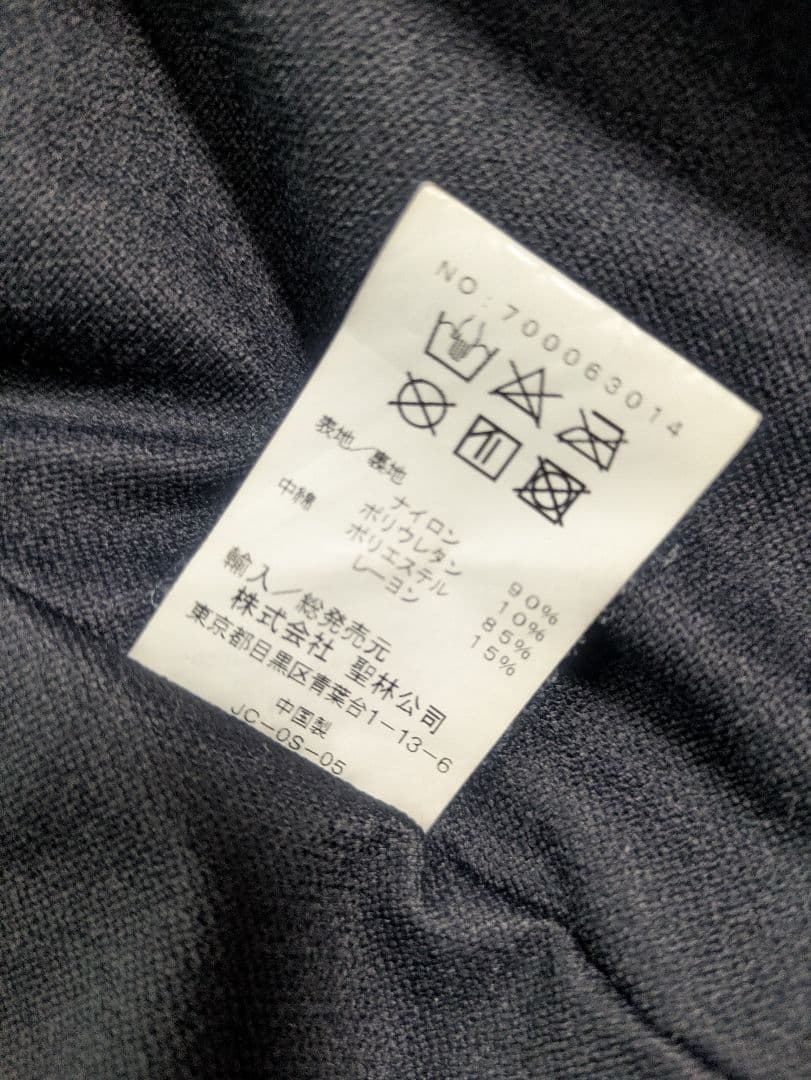 NO:700063014
表地/裏地 ナイロン 90%
ポリウレタン 10%
中綿 ポリエステル 85%
レーヨン 15%
輸入/総発売元
株式会社 聖林公司
東京都目黒区青葉台1-13-6
中国製
JC-0S-05